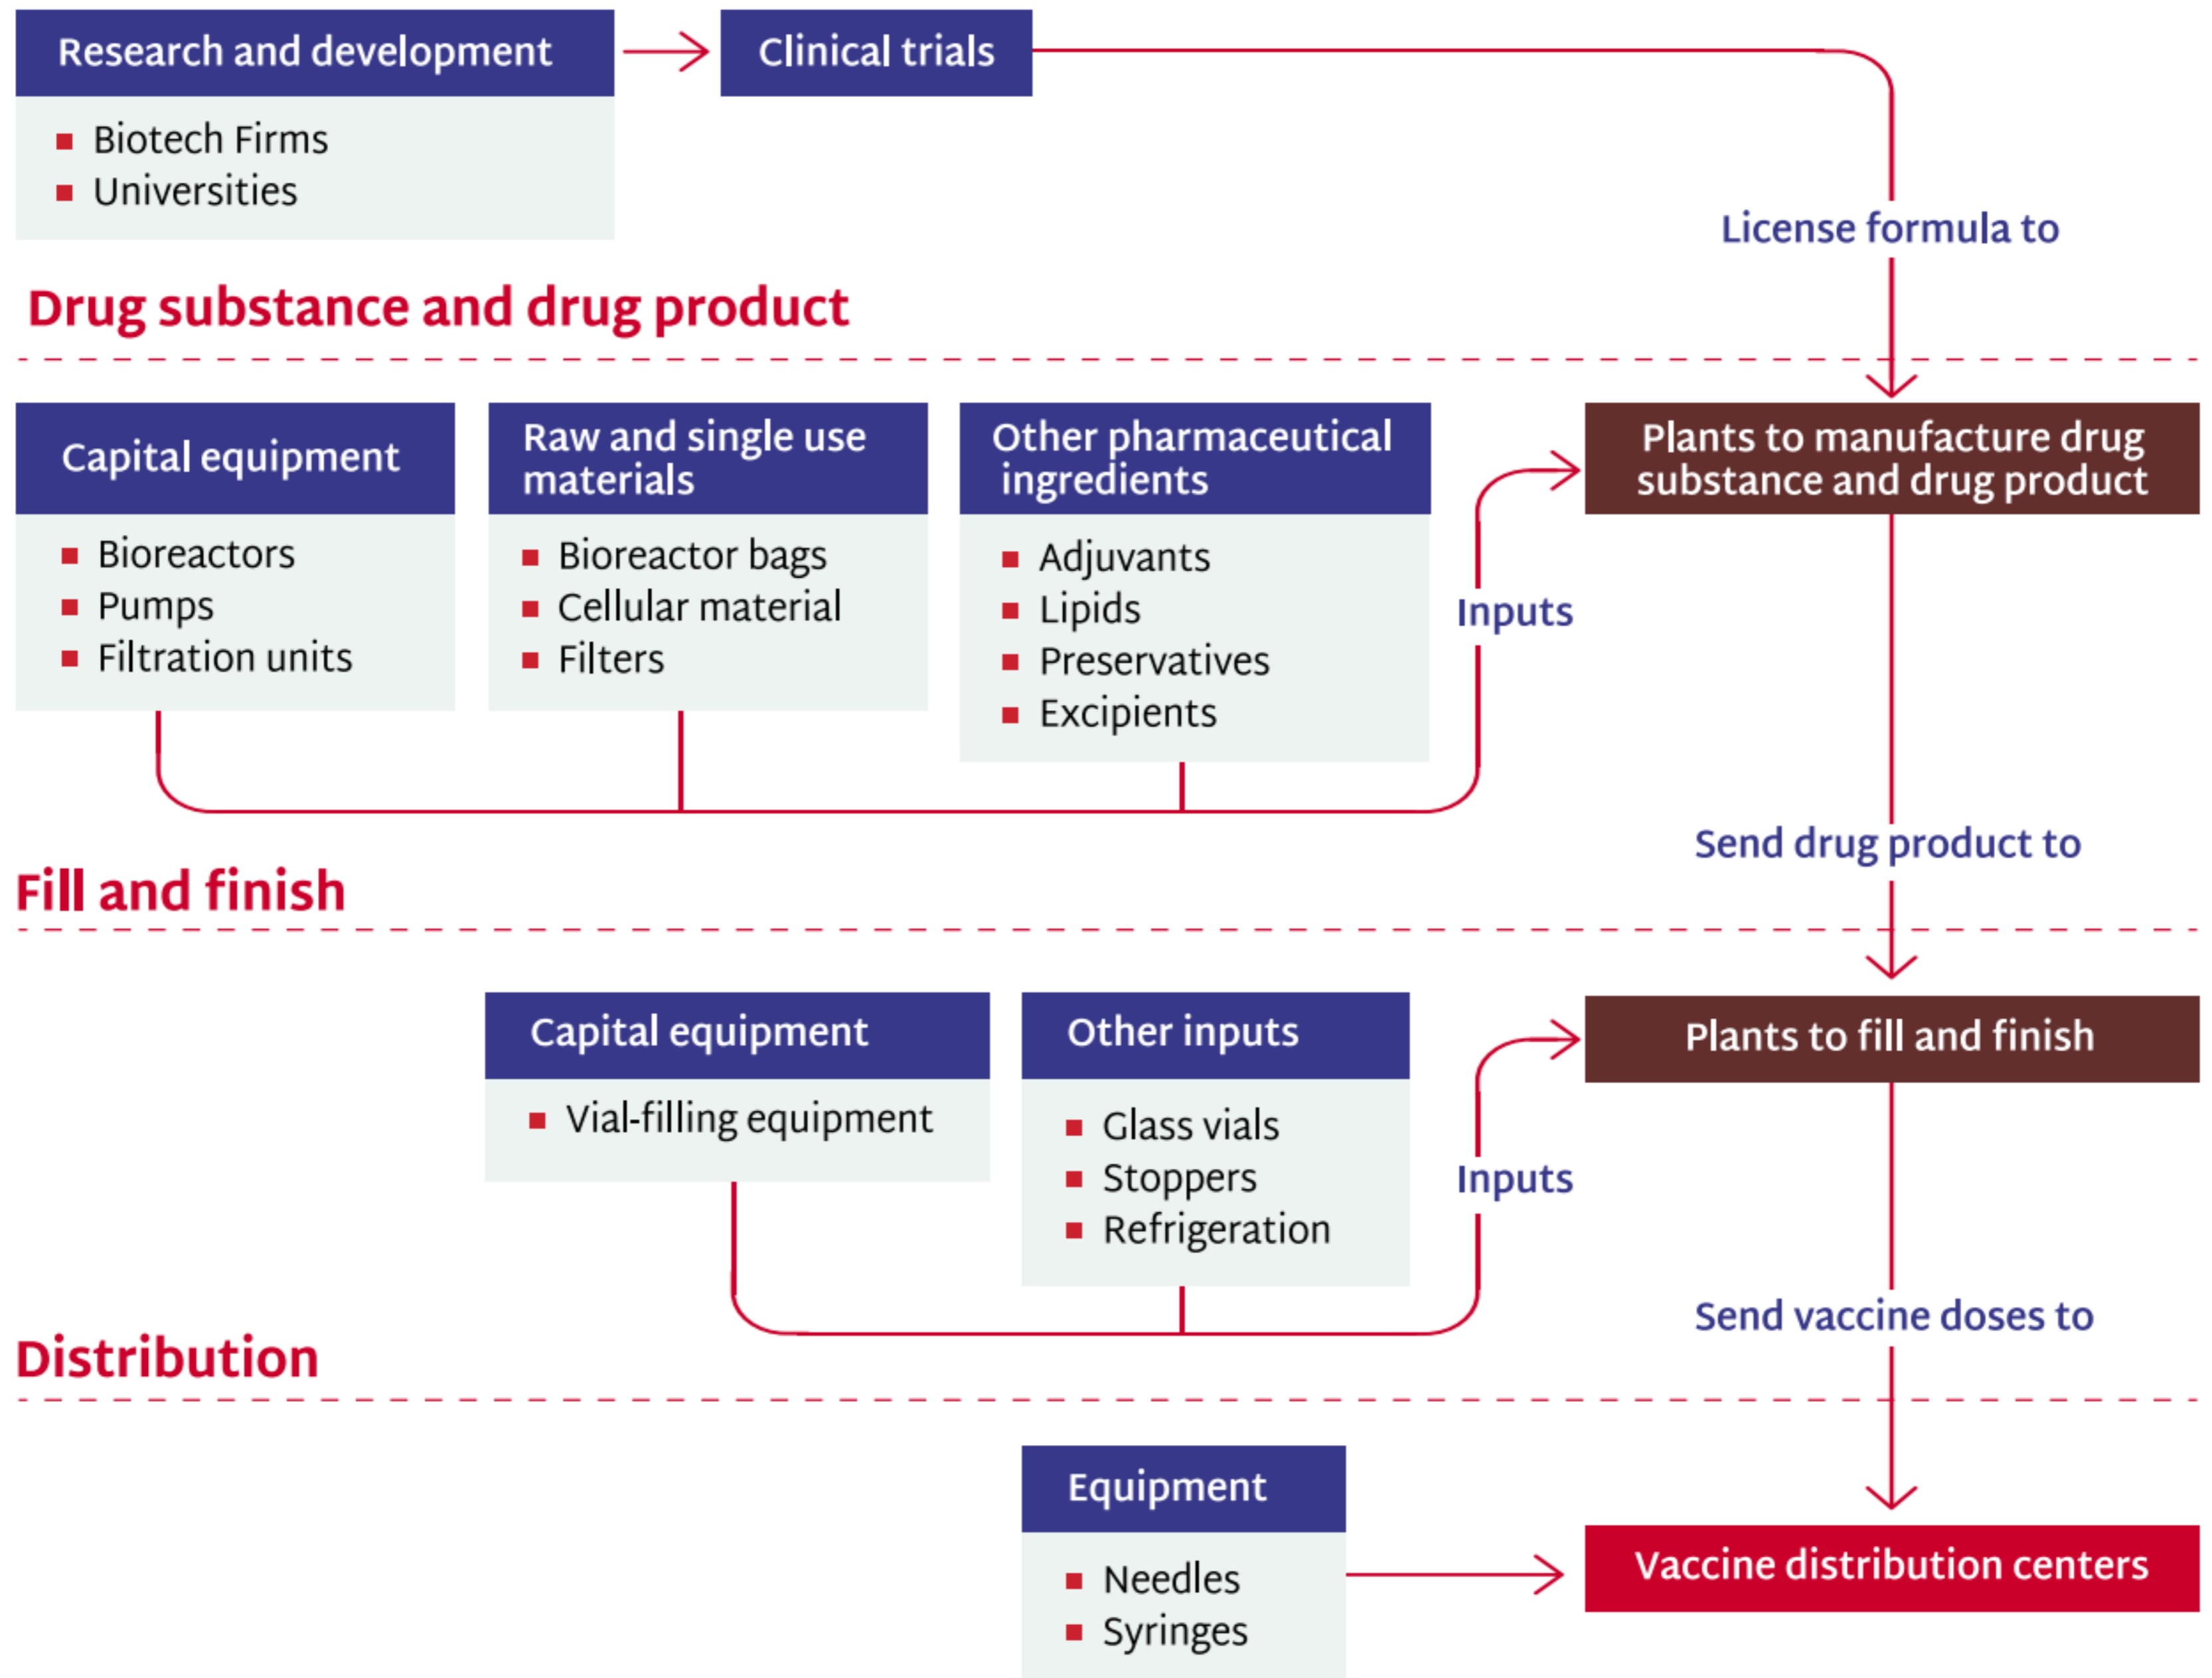 Research and development
Clinical trials
Biotech Firms
Universities
License formula to
Drug substance and drug product
Capital equipment
Bioreactors
Pumps
Filtration units
Raw and single use
materials
Bioreactor bags
Cellular material
Filters
Other pharmaceutical
ingredients
Adjuvants
Lipids
Preservatives
Excipients
Inputs
Plants to manufacture drug
substance and drug product
Send drug product to
Fill and finish
Capital equipment
Vial-filling equipment
Other inputs
Glass vials
Stoppers
Refrigeration
Inputs
Plants to fill and finish
Send vaccine doses to
Distribution
Equipment
Needles
Syringes
Vaccine distribution centers